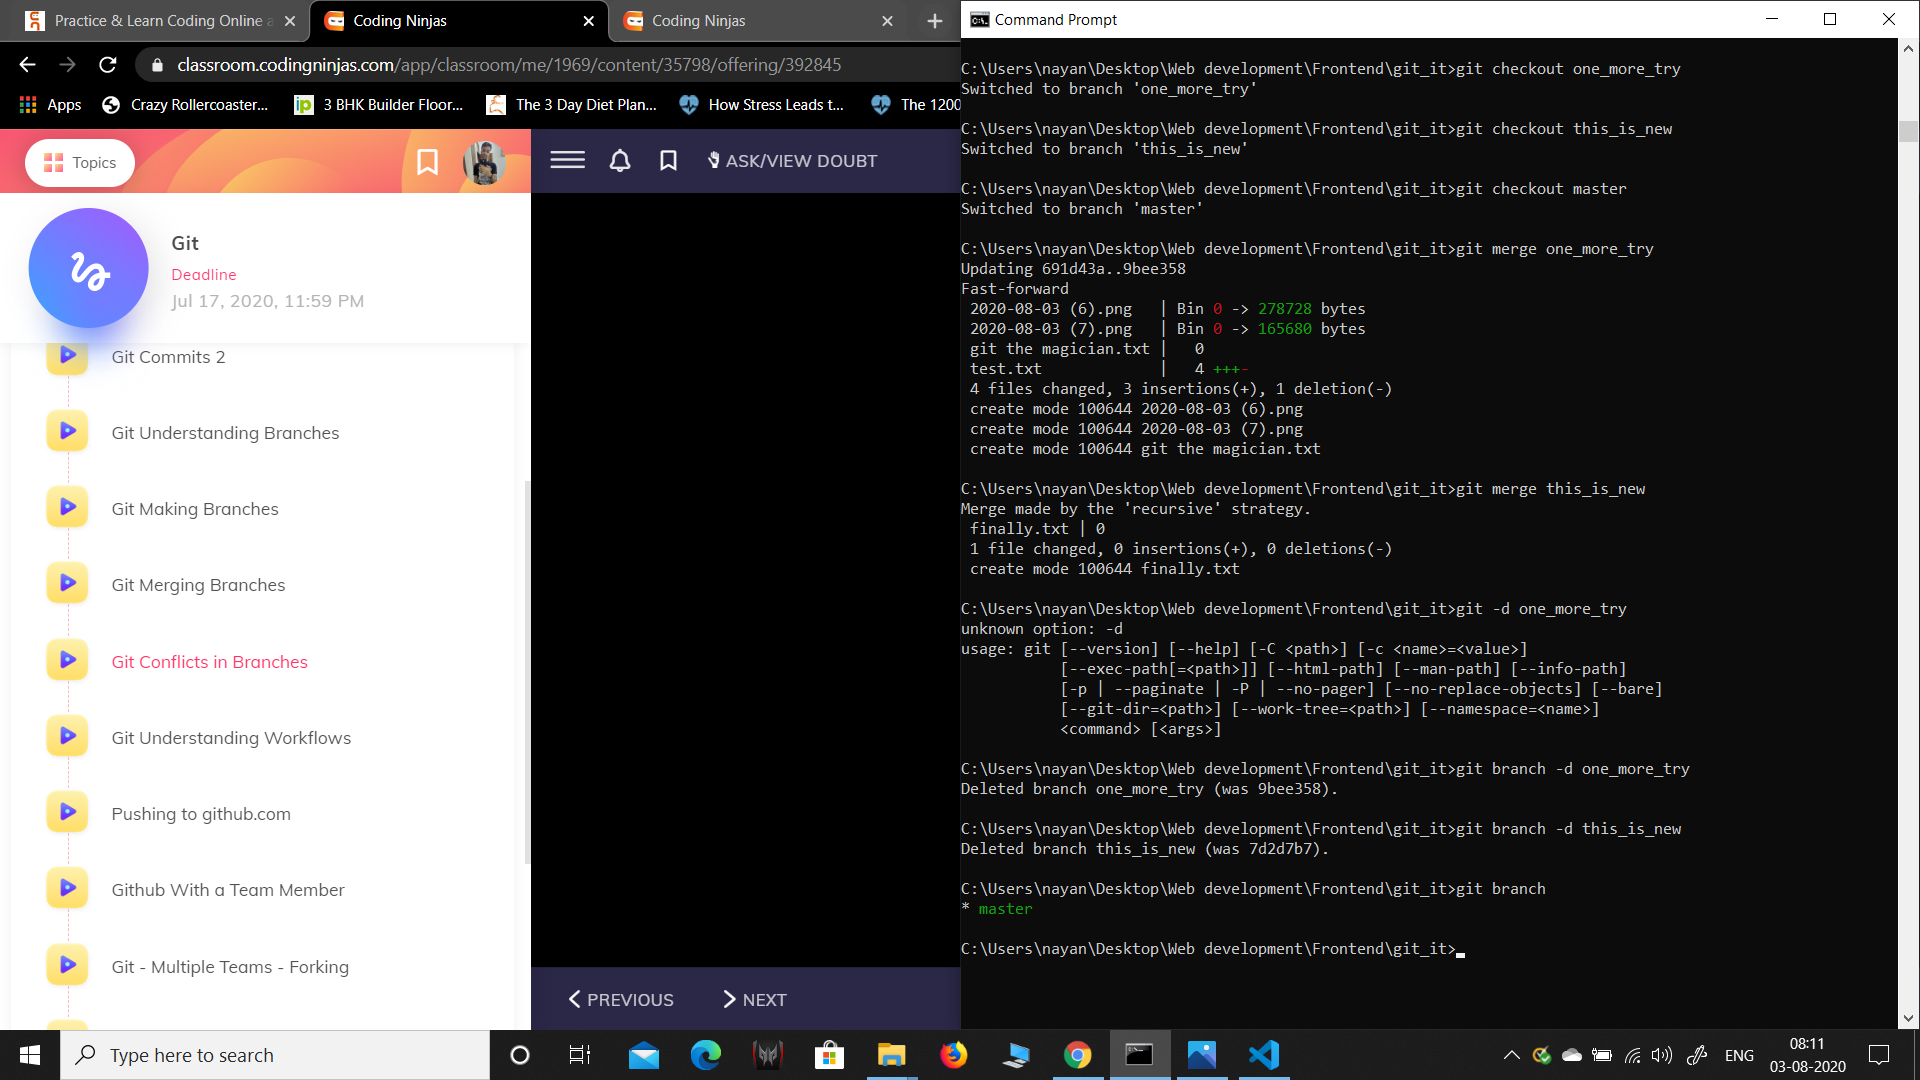 Practice & Learn Coding Online a
Coding Ninjas
Coding Ninjas
classroom.codingninjas.com/app/classroom/me/1969/content/35798/offering/392845
Apps
Crazy Rollercoaster...
3 BHK Builder Floor...
The 3 Day Diet Plan...
How Stress Leads t...
The 1200
Topics
ASK/VIEW DOUBT
Git
Deadline
Jul 17, 2020, 11:59 PM
Git Commits 2
Git Understanding Branches
Git Making Branches
Git Merging Branches
Git Conflicts in Branches
Git Understanding Workflows
Pushing to github.com
Github With a Team Member
Git - Multiple Teams - Forking
PREVIOUS
NEXT
Command Prompt
C:\Users\nayan\Desktop\Web development\Frontend\git_it>git checkout one_more_try
Switched to branch 'one_more_try'
C:\Users\nayan\Desktop\Web development\Frontend\git_it>git checkout this_is_new
Switched to branch 'this_is_new'
C:\Users\nayan\Desktop\Web development\Frontend\git_it>git checkout master
Switched to branch 'master'
C:\Users\nayan\Desktop\Web development\Frontend\git_it>git merge one_more_try
Updating 691d43a..9bee358
Fast-forward
2020-08-03 (6).png | Bin 0 -> 278728 bytes
2020-08-03 (7).png | Bin 0 -> 165680 bytes
git the magician.txt | 0
test.txt | 4 +++-
4 files changed, 3 insertions(+), 1 deletion(-)
create mode 100644 2020-08-03 (6).png
create mode 100644 2020-08-03 (7).png
create mode 100644 git the magician.txt
C:\Users\nayan\Desktop\Web development\Frontend\git_it>git merge this_is_new
Merge made by the 'recursive' strategy.
finally.txt | 0
1 file changed, 0 insertions(+), 0 deletions(-)
create mode 100644 finally.txt
C:\Users\nayan\Desktop\Web development\Frontend\git_it>git -d one_more_try
unknown option: -d
usage: git [--version] [--help] [-C <path>] [-c <name>=<value>]
[--exec-path[=<path>]] [--html-path] [--man-path] [--info-path]
[-p | --paginate | -P | --no-pager] [--no-replace-objects] [--bare]
[--git-dir=<path>] [--work-tree=<path>] [--namespace=<name>]
<command> [<args>]
C:\Users\nayan\Desktop\Web development\Frontend\git_it>git branch -d one_more_try
Deleted branch one_more_try (was 9bee358).
C:\Users\nayan\Desktop\Web development\Frontend\git_it>git branch -d this_is_new
Deleted branch this_is_new (was 7d2d7b7).
C:\Users\nayan\Desktop\Web development\Frontend\git_it>git branch
* master
C:\Users\nayan\Desktop\Web development\Frontend\git_it>
Type here to search
ENG
08:11
03-08-2020